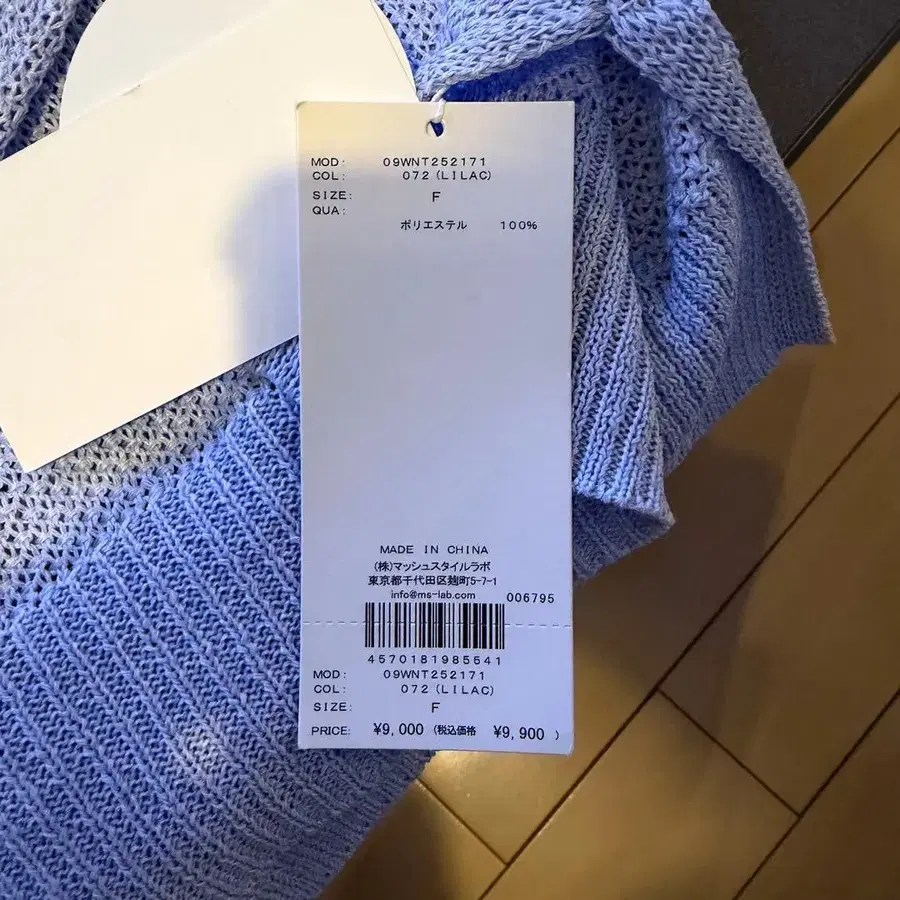 MOD: 09WNT252171
COL: 072(LILAC)
SIZE: F
QUA:
ポリエステル 100%
MADE IN CHINA
(株)マッシュスタイルラボ
東京都千代田区麹町5-7-1
info@ms-lab.com 006795
4570181985541
MOD: 09WNT252171
COL: 072(LILAC)
SIZE: F
PRICE: ¥9,000 (税込価格 ¥9,900 )